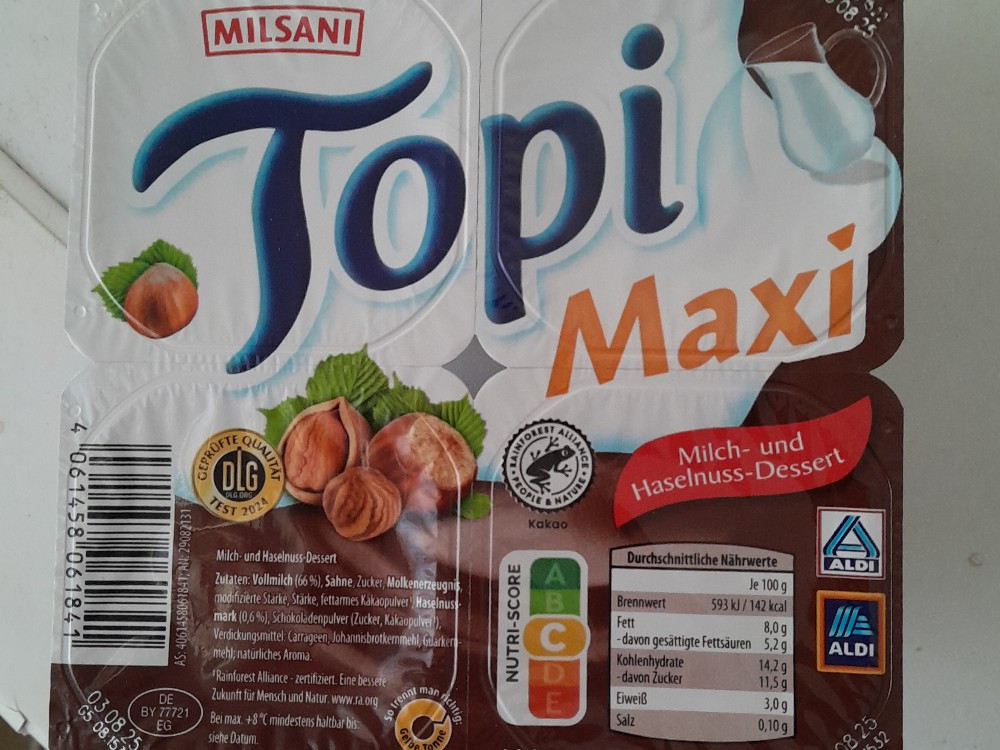 MILSANI
Topi
Maxi
Milch- und
Haselnuss-Dessert
GEPRÜFTE QUALITÄT
DLG
DLG.ORG
TEST 2024
RAINFOREST ALLIANCE
PEOPLE & NATURE
Kakao
4 061458 061841
Milch- und Haselnuss-Dessert
Zutaten: Vollmilch (66 %), Sahne, Zucker, Molkenerzeugnis,
modifizierte Stärke, Stärke, fettarmes Kakaopulver¹, Haselnuss-
mark (0,6 %), Schokoladenpulver (Zucker, Kakaopulver¹),
Verdickungsmittel: Carrageen, Johannisbrotkernmehl, Guarkern-
mehl; natürliches Aroma.
¹Rainforest Alliance - zertifiziert. Eine bessere
Zukunft für Mensch und Natur. www.ra.org
Bei max. +8 °C mindestens haltbar bis:
siehe Datum.
DE
BY 77721
EG
03.08.25
So trennt man richtig:
Gelbe Tonne
NUTRI-SCORE
A
B
C
D
E
Durchschnittliche Nährwerte
Je 100 g
Brennwert 593 kJ / 142 kcal
Fett 8,0 g
- davon gesättigte Fettsäuren 5,2 g
Kohlenhydrate 14,2 g
- davon Zucker 11,5 g
Eiweiß 3,0 g
Salz 0,10 g
ALDI
ALDI